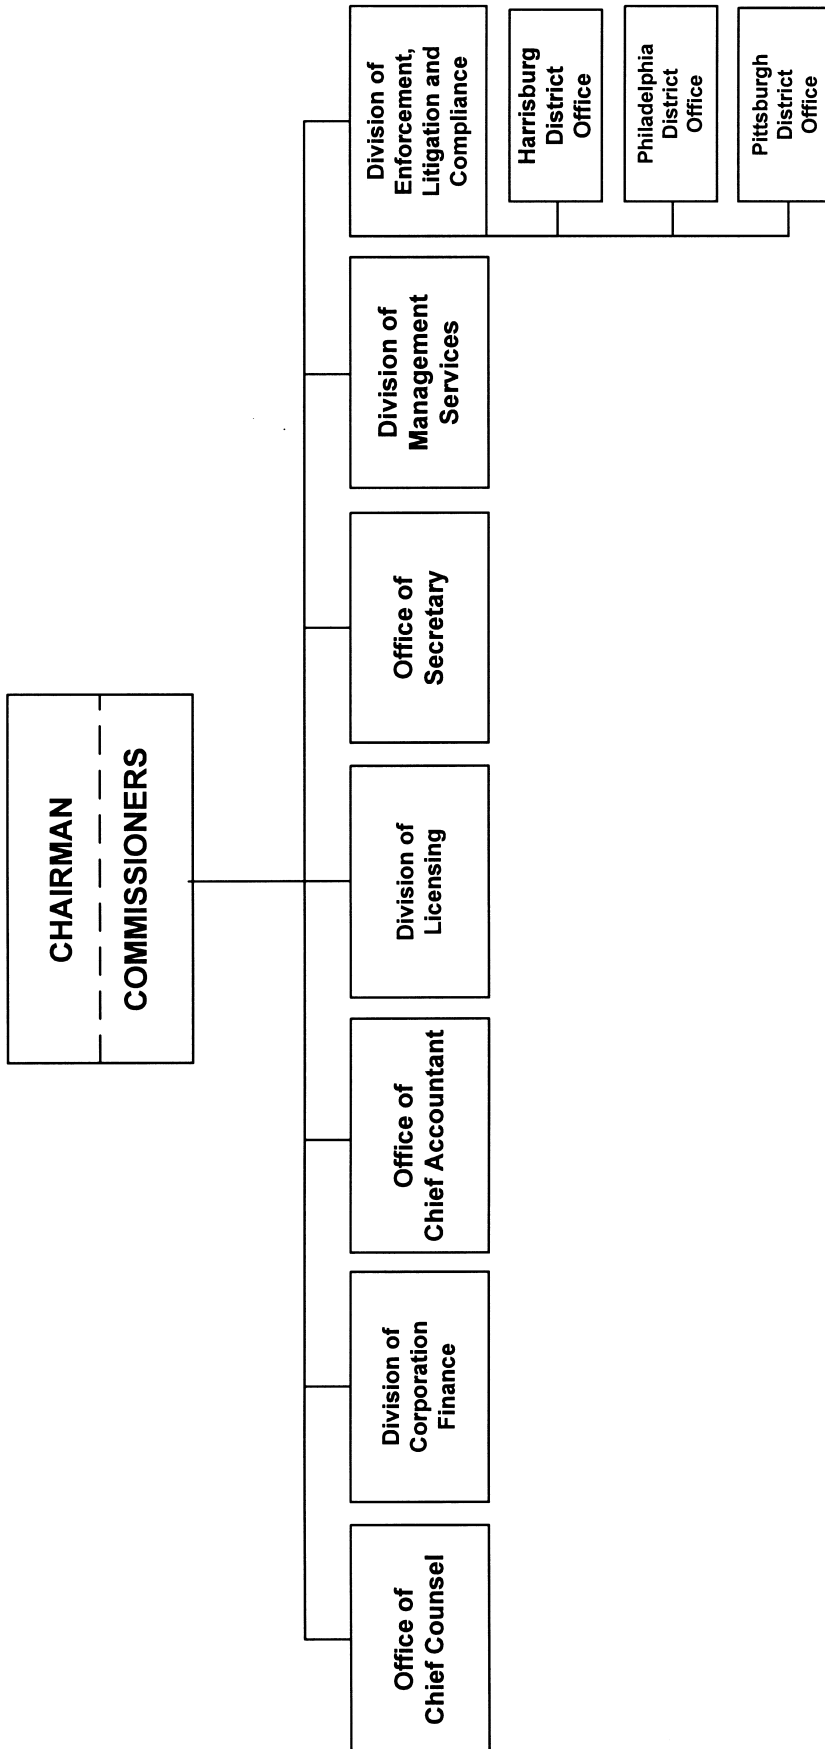 CHAIRMAN
COMMISSIONERS
Office of
Chief Counsel
Division of
Corporation
Finance
Office of
Chief Accountant
Division of
Licensing
Office of
Secretary
Division of
Management
Services
Division of
Enforcement,
Litigation and
Compliance
Harrisburg
District
Office
Philadelphia
District
Office
Pittsburgh
District
Office